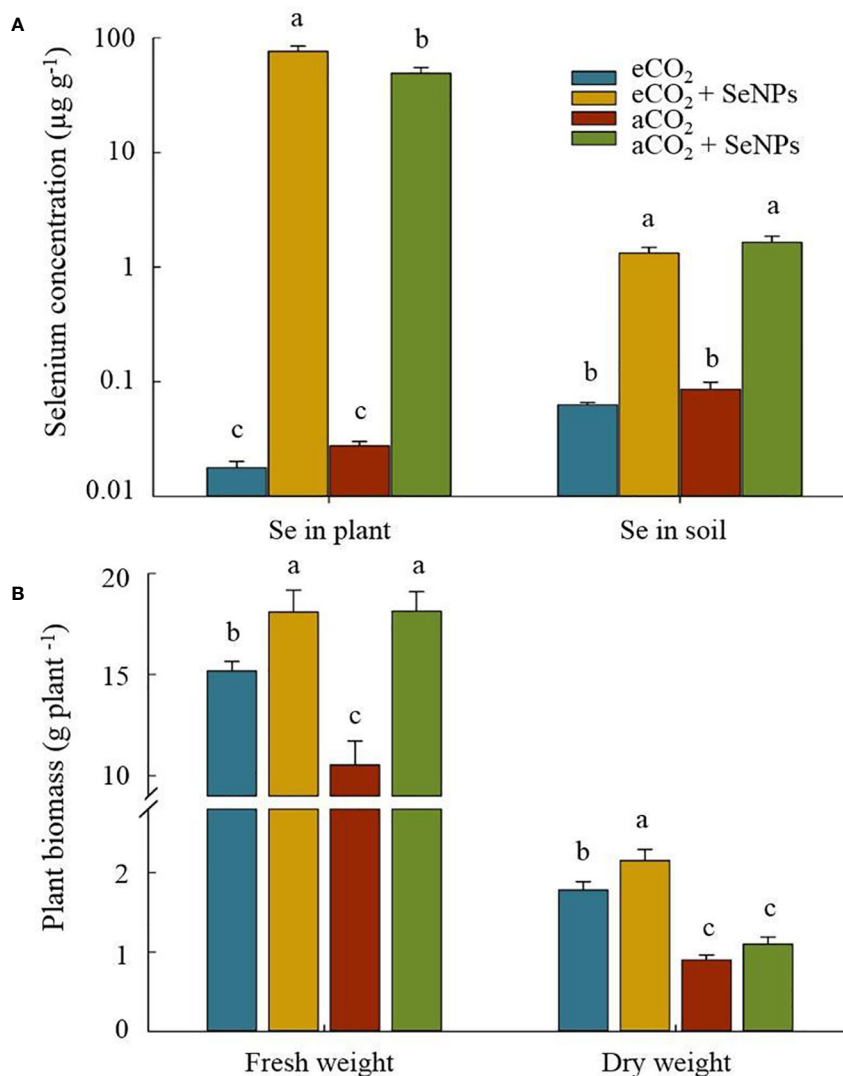 A
Selenium concentration (µg g⁻¹)
100
10
1
0.1
0.01
a
b
c
c
a
a
b
b
eCO₂
eCO₂ + SeNPs
aCO₂
aCO₂ + SeNPs
Se in plant
Se in soil
B
Plant biomass (g plant ⁻¹)
20
15
10
2
1
0
b
a
c
a
b
a
c
c
Fresh weight
Dry weight